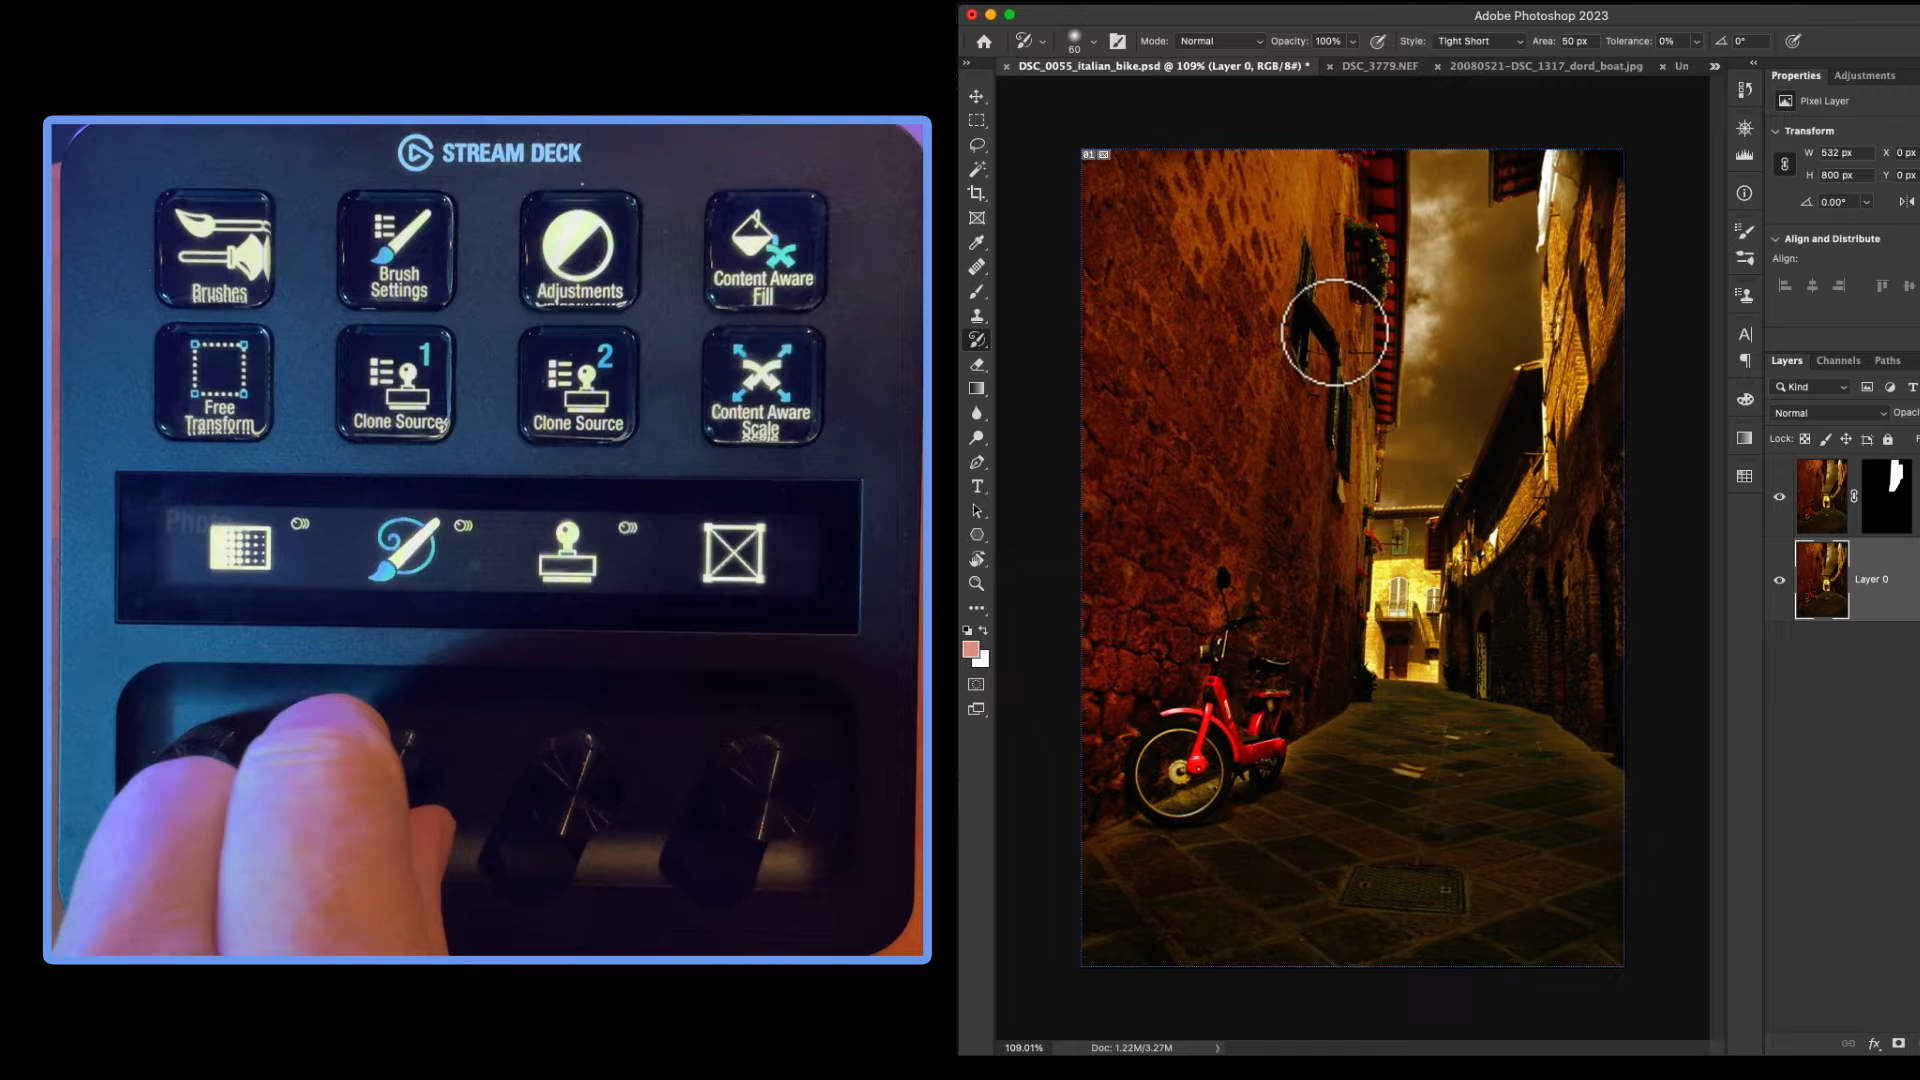 STREAM DECK
Brushes
Brush
Settings
Adjustments
Content Aware
Fill
Free
Transform
1
Clone Source
2
Clone Source
Content Aware
Scale
Adobe Photoshop 2023
60
Mode: Normal
Opacity: 100%
Style: Tight Short
Area: 50 px
Tolerance: 0%
0°
DSC_0055_italian_bike.psd @ 109% (Layer 0, RGB/8#) *
DSC_3779.NEF
20080521-DSC_1317_dord_boat.jpg
Un
01
Properties
Adjustments
Pixel Layer
Transform
W 532 px X 0 px
H 800 px Y 0 px
0.00°
Align and Distribute
Align:
Layers
Channels
Paths
Kind
Normal
Opaci
Lock:
Layer 0
109.01%
Doc: 1.22M/3.27M
fx